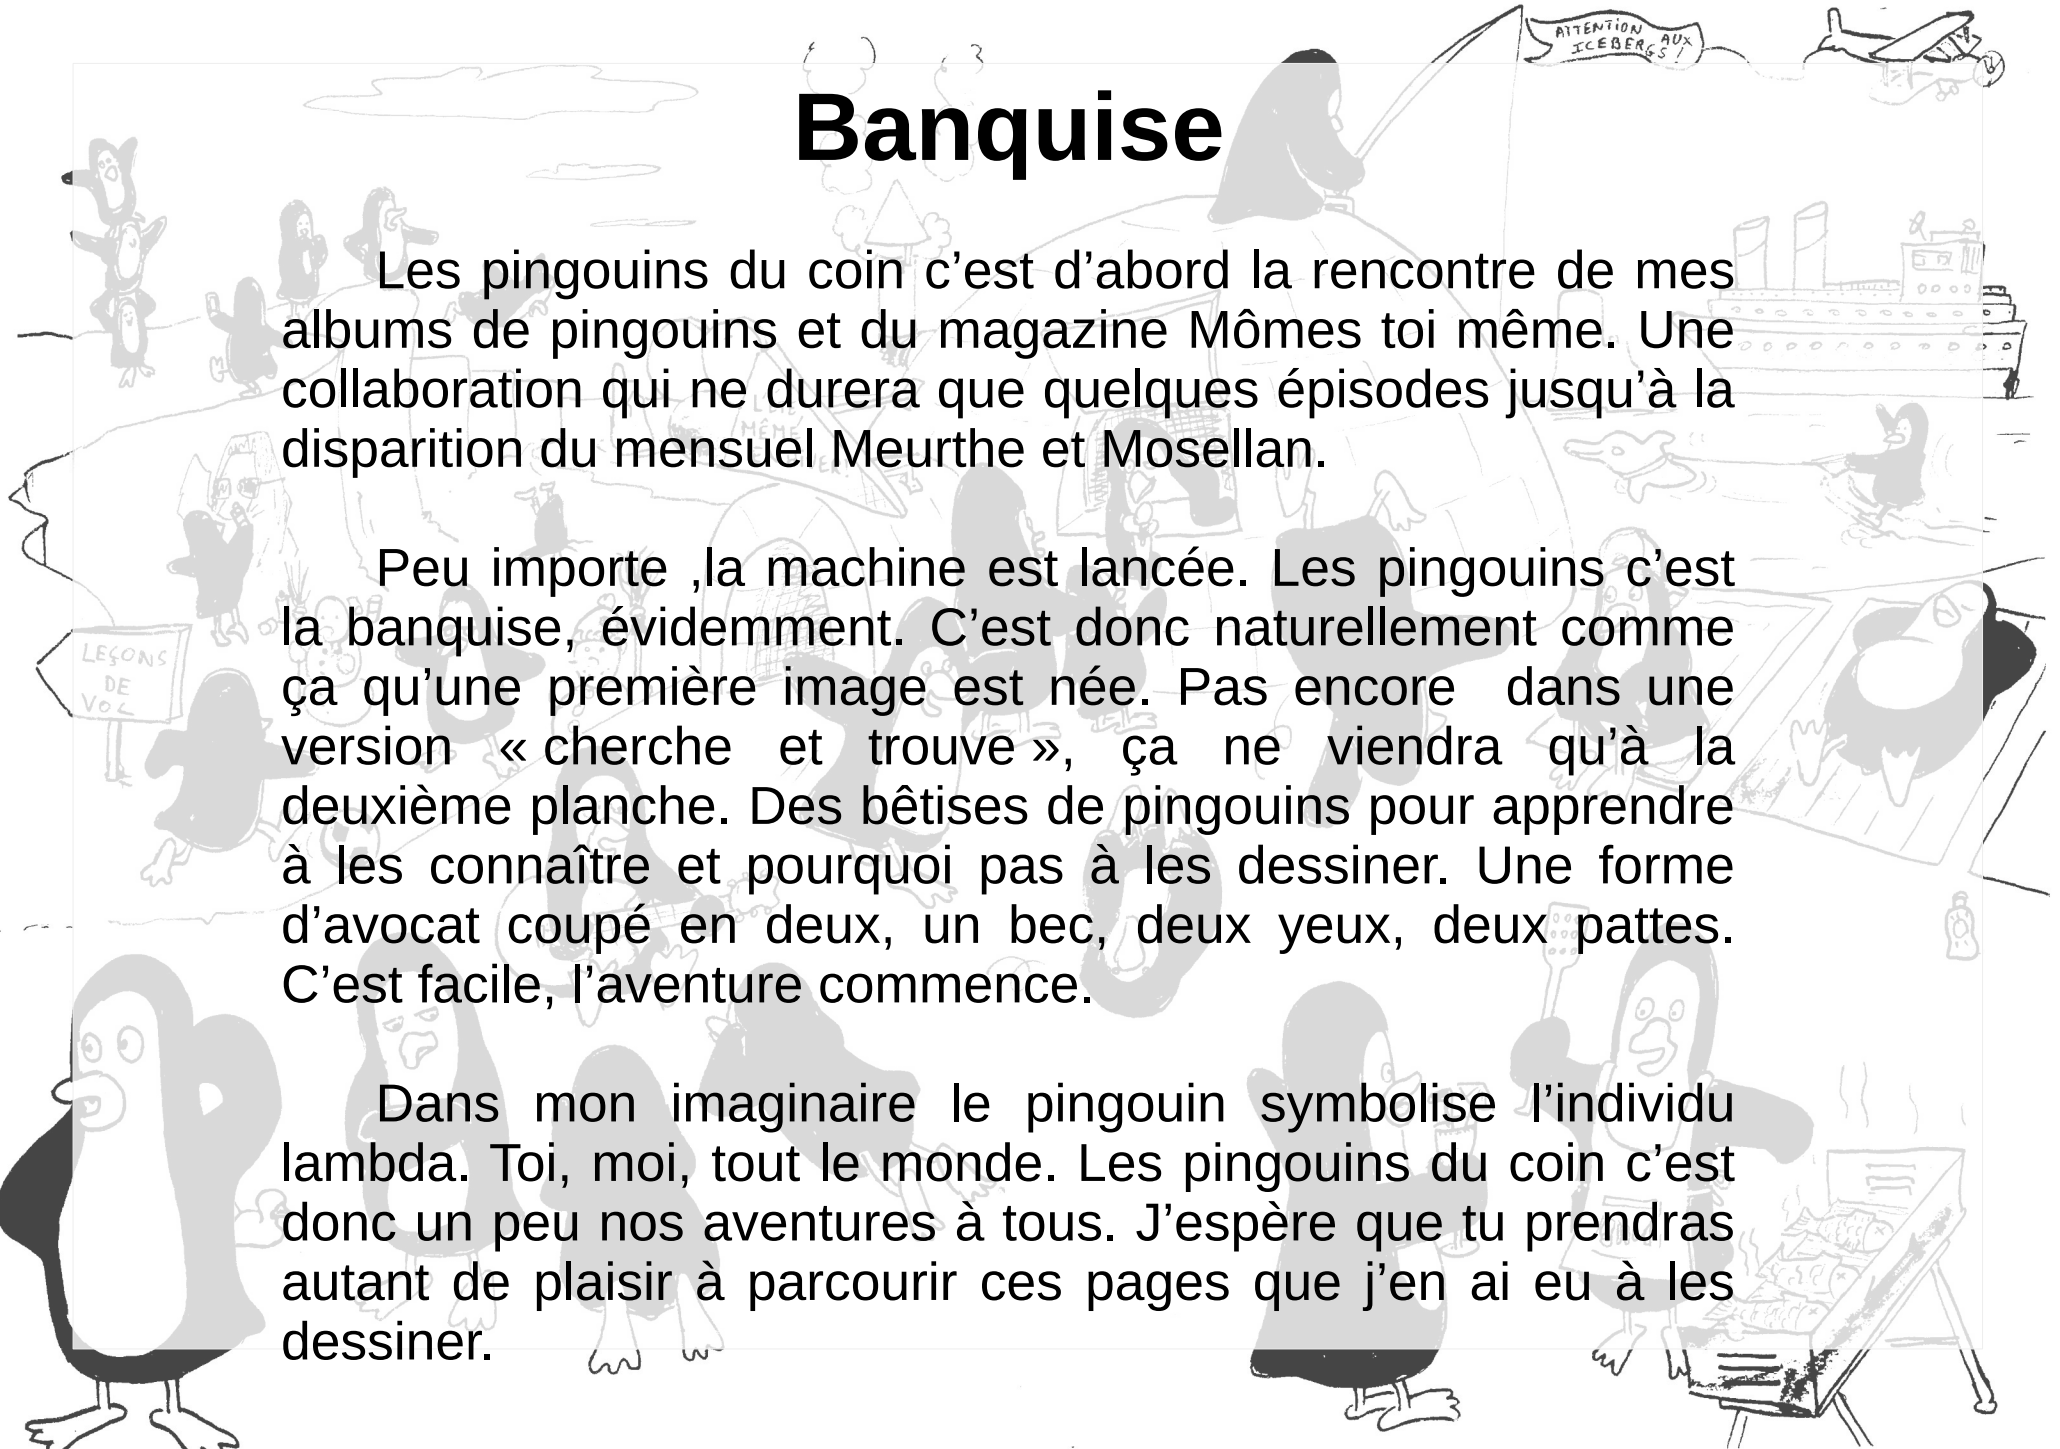 ATTENTION AUX
ICEBERGS !
Banquise
Les pingouins du coin c’est d’abord la rencontre de mes
albums de pingouins et du magazine Mômes toi même. Une
collaboration qui ne durera que quelques épisodes jusqu’à la
disparition du mensuel Meurthe et Mosellan.
Peu importe ,la machine est lancée. Les pingouins c’est
la banquise, évidemment. C’est donc naturellement comme
ça qu’une première image est née. Pas encore dans une
version « cherche et trouve », ça ne viendra qu’à la
deuxième planche. Des bêtises de pingouins pour apprendre
à les connaître et pourquoi pas à les dessiner. Une forme
d’avocat coupé en deux, un bec, deux yeux, deux pattes.
C’est facile, l’aventure commence.
Dans mon imaginaire le pingouin symbolise l’individu
lambda. Toi, moi, tout le monde. Les pingouins du coin c’est
donc un peu nos aventures à tous. J’espère que tu prendras
autant de plaisir à parcourir ces pages que j’en ai eu à les
dessiner.
LEÇONS
DE
VOL